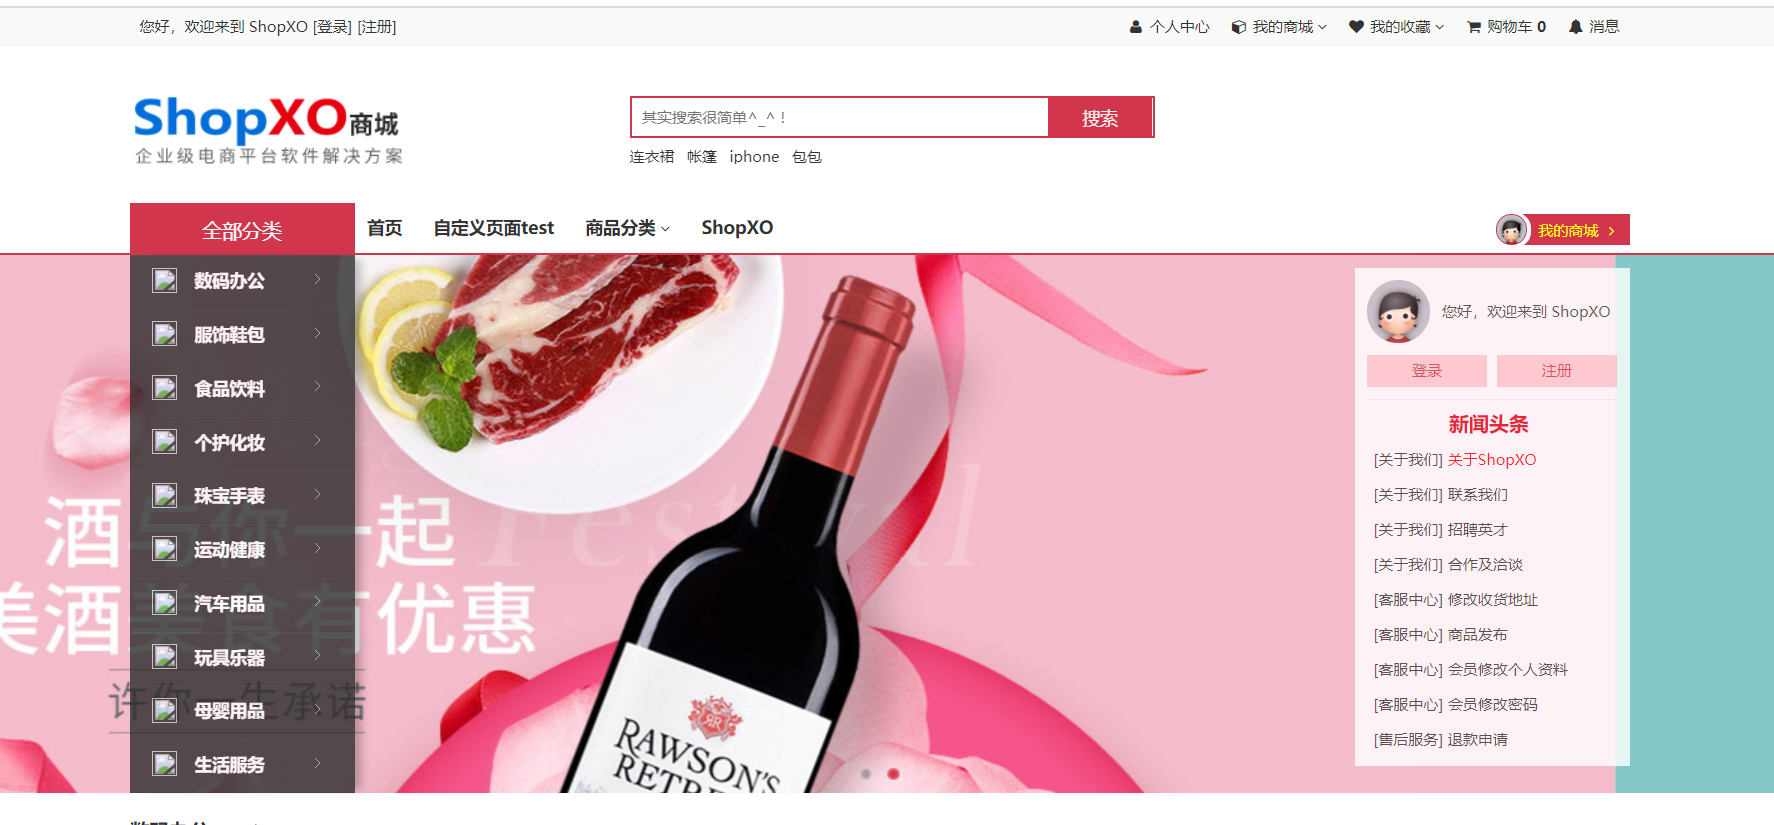 您好，欢迎来到 ShopXO [登录] [注册]
个人中心 我的商城 我的收藏 购物车 0 消息
ShopXO商城
企业级电商平台软件解决方案
其实搜索很简单^_^ !
搜索
连衣裙 帐篷 iphone 包包
全部分类 首页 自定义页面test 商品分类 ShopXO
我的商城
数码办公
服饰鞋包
食品饮料
个护化妆
珠宝手表
运动健康
汽车用品
玩具乐器
母婴用品
生活服务
酒与你一起
美酒美食有优惠
许你一生承诺
Festival
RAWSON'S
您好，欢迎来到 ShopXO
登录 注册
新闻头条
[关于我们] 关于ShopXO
[关于我们] 联系我们
[关于我们] 招聘英才
[关于我们] 合作及洽谈
[客服中心] 修改收货地址
[客服中心] 商品发布
[客服中心] 会员修改个人资料
[客服中心] 会员修改密码
[售后服务] 退款申请
数码办公